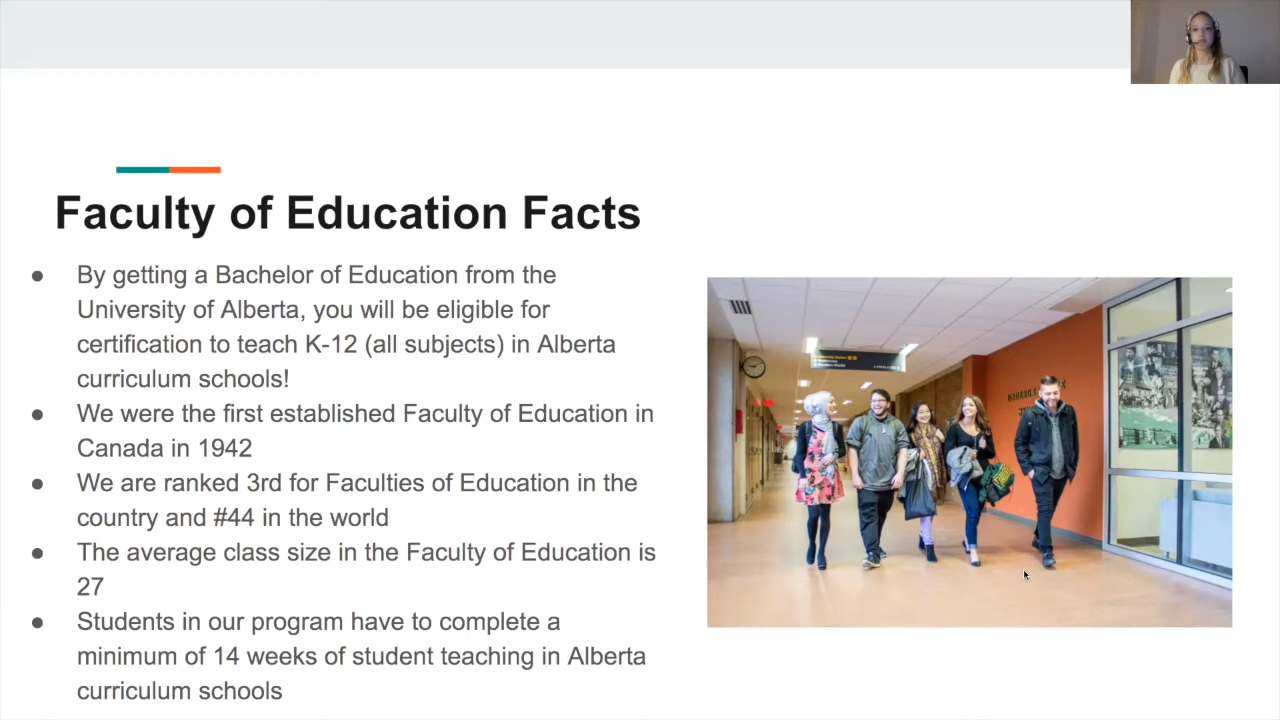 Faculty of Education Facts
● By getting a Bachelor of Education from the
University of Alberta, you will be eligible for
certification to teach K-12 (all subjects) in Alberta
curriculum schools!
● We were the first established Faculty of Education in
Canada in 1942
● We are ranked 3rd for Faculties of Education in the
country and #44 in the world
● The average class size in the Faculty of Education is
27
● Students in our program have to complete a
minimum of 14 weeks of student teaching in Alberta
curriculum schools